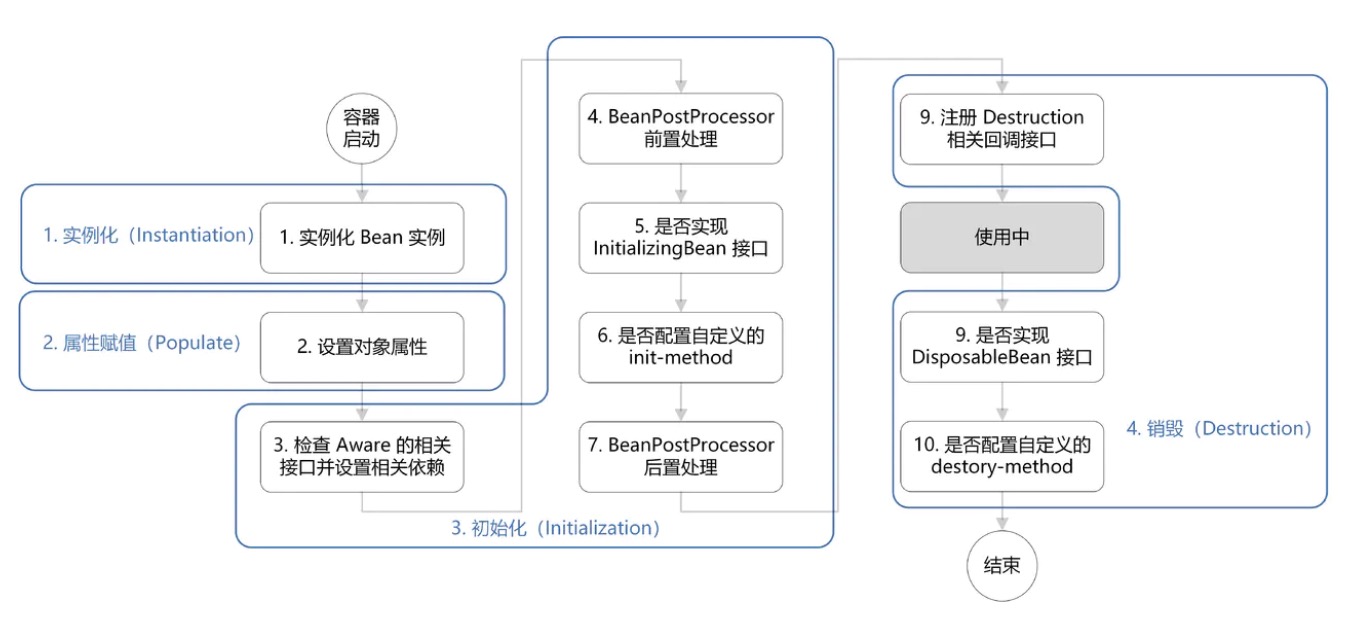 容器
启动
1. 实例化（Instantiation）
1. 实例化 Bean 实例
2. 属性赋值（Populate）
2. 设置对象属性
3. 检查 Aware 的相关
接口并设置相关依赖
3. 初始化（Initialization）
4. BeanPostProcessor
前置处理
5. 是否实现
InitializingBean 接口
6. 是否配置自定义的
init-method
7. BeanPostProcessor
后置处理
9. 注册 Destruction
相关回调接口
使用中
9. 是否实现
DisposableBean 接口
10. 是否配置自定义的
destory-method
4. 销毁（Destruction）
结束